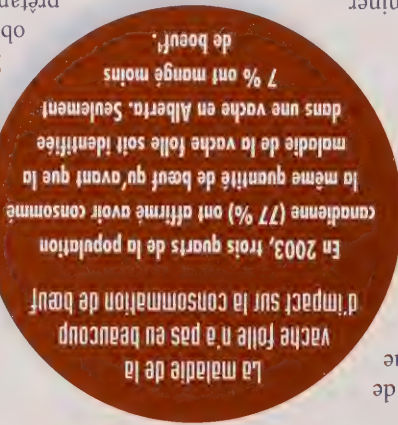 La maladie de la
vache folle n'a pas eu beaucoup
d'impact sur la consommation de bœuf
En 2003, trois quarts de la population
canadienne (77 %) ont affirmé avoir consommé
la même quantité de bœuf qu'avant que la
maladie de la vache folle soit identifiée
dans une vache en Alberta. Seulement
7 % ont mangé moins
de boeuf¹.
de